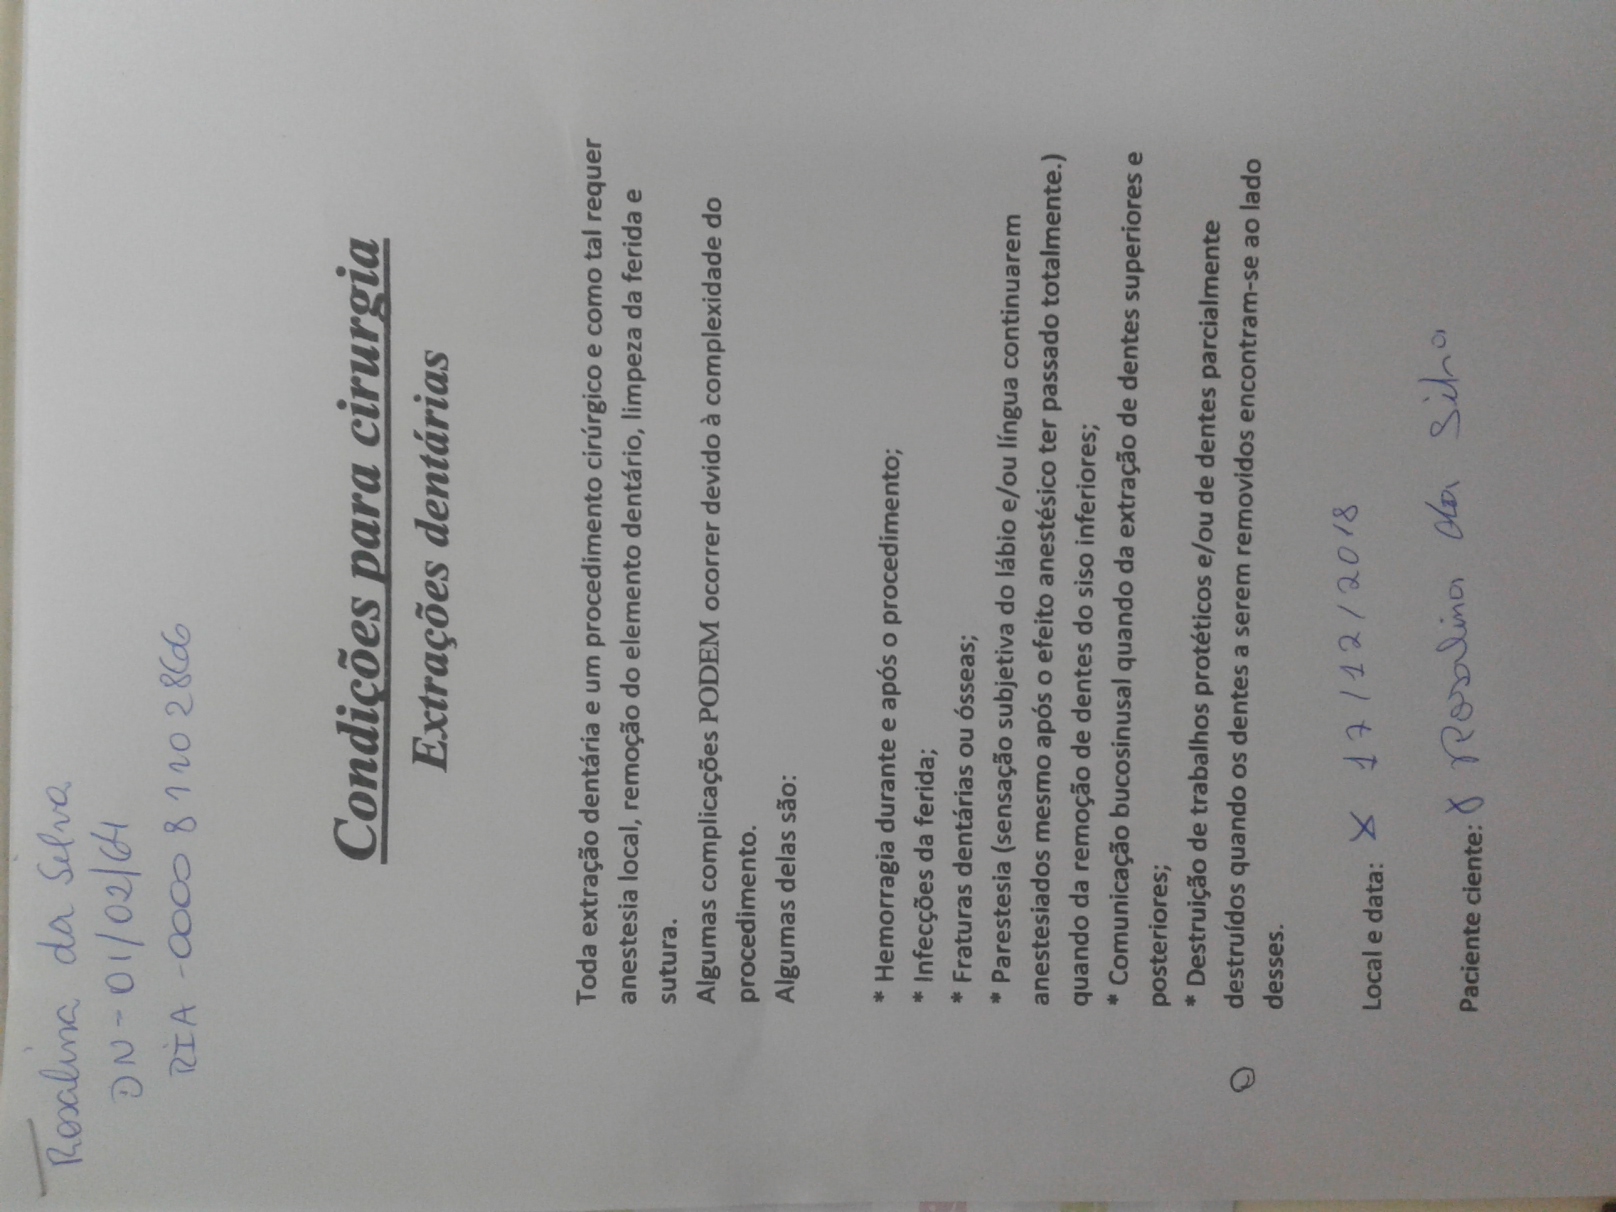 Rosalina da Silva
DN - 01/02/64
RIA - 0000 81102866
Condições para cirurgia
Extrações dentárias
Toda extração dentária e um procedimento cirúrgico e como tal requer
anestesia local, remoção do elemento dentário, limpeza da ferida e
sutura.
Algumas complicações PODEM ocorrer devido à complexidade do
procedimento.
Algumas delas são:
* Hemorragia durante e após o procedimento;
* Infecções da ferida;
* Fraturas dentárias ou ósseas;
* Parestesia (sensação subjetiva do lábio e/ou língua continuarem
anestesiados mesmo após o efeito anestésico ter passado totalmente.)
quando da remoção de dentes do siso inferiores;
* Comunicação bucosinusal quando da extração de dentes superiores e
posteriores;
* Destruição de trabalhos protéticos e/ou de dentes parcialmente
destruídos quando os dentes a serem removidos encontram-se ao lado
desses.
Local e data: x 17/12/2018
Paciente ciente: Rosalina da Silva